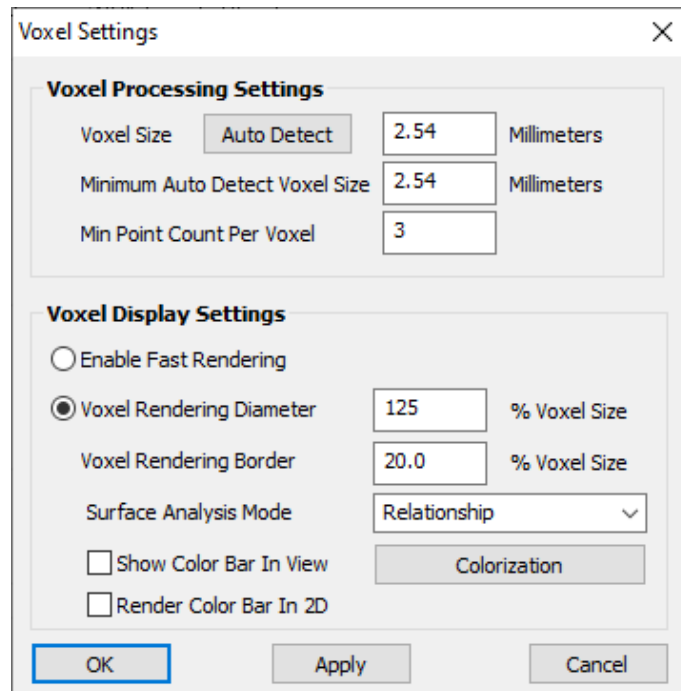 Voxel Settings
Voxel Processing Settings
Voxel Size Auto Detect 2.54 Millimeters
Minimum Auto Detect Voxel Size 2.54 Millimeters
Min Point Count Per Voxel 3
Voxel Display Settings
Enable Fast Rendering
Voxel Rendering Diameter 125 % Voxel Size
Voxel Rendering Border 20.0 % Voxel Size
Surface Analysis Mode Relationship
Show Color Bar In View Colorization
Render Color Bar In 2D
OK Apply Cancel